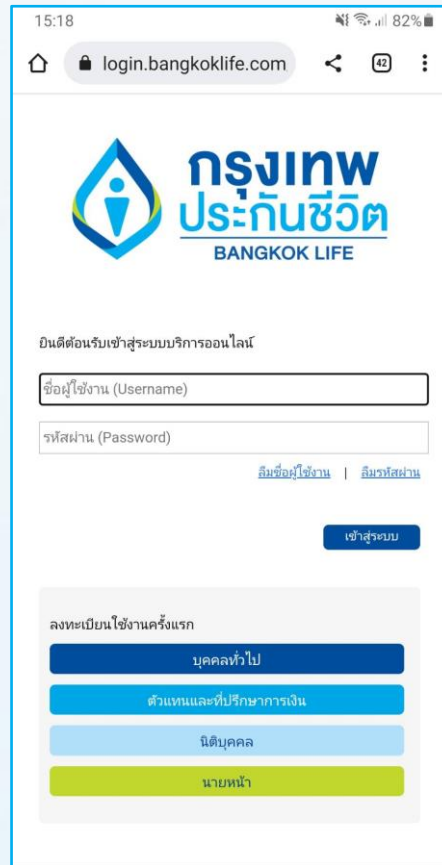 15:18 82%
login.bangkoklife.com 42
กรุงเทพ
ประกันชีวิต
BANGKOK LIFE
ยินดีต้อนรับเข้าสู่ระบบบริการออนไลน์
ชื่อผู้ใช้งาน (Username)
รหัสผ่าน (Password)
ลืมชื่อผู้ใช้งาน | ลืมรหัสผ่าน
เข้าสู่ระบบ
ลงทะเบียนใช้งานครั้งแรก
บุคคลทั่วไป
ตัวแทนและที่ปรึกษาการเงิน
นิติบุคคล
นายหน้า